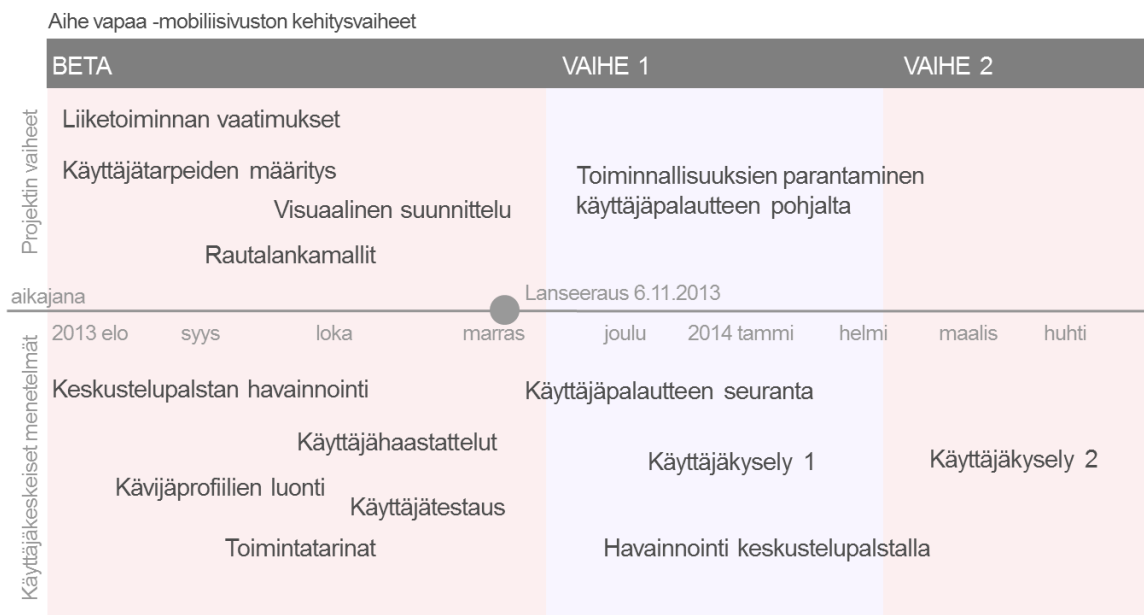 Aihe vapaa -mobiilisivuston kehitysvaiheet
BETA
VAIHE 1
VAIHE 2
Projektin vaiheet
Liiketoiminnan vaatimukset
Käyttäjätarpeiden määritys
Visuaalinen suunnittelu
Rautalankamallit
Toiminnallisuuksien parantaminen
käyttäjäpalautteen pohjalta
aikajana
Lanseeraus 6.11.2013
2013 elo
syys
loka
marras
joulu
2014 tammi
helmi
maalis
huhti
Käyttäjäkeskeiset menetelmät
Keskustelupalstan havainnointi
Käyttäjähaastattelut
Kävijäprofiilien luonti
Käyttäjätestaus
Toimintatarinat
Käyttäjäpalautteen seuranta
Käyttäjäkysely 1
Käyttäjäkysely 2
Havainnointi keskustelupalstalla